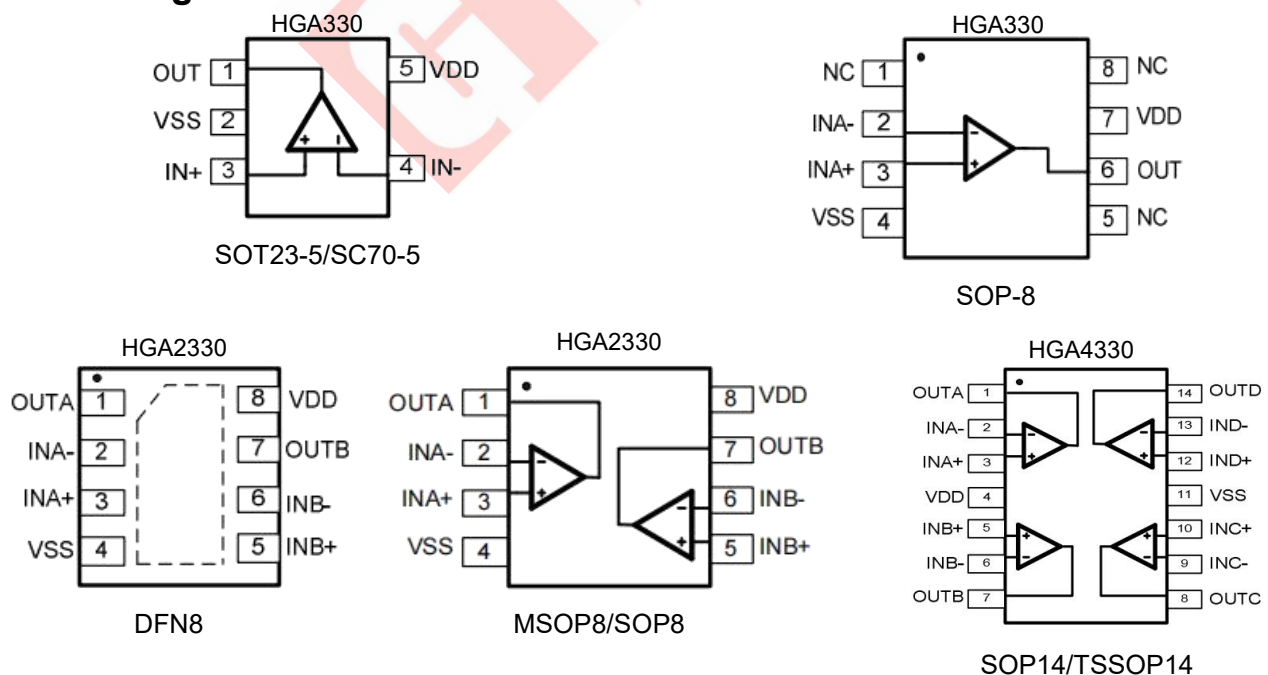 HGA330
OUT 1
5 VDD
VSS 2
IN+ 3
4 IN-
+ -
SOT23-5/SC70-5
HGA330
NC 1
8 NC
INA- 2
7 VDD
INA+ 3
6 OUT
VSS 4
5 NC
-
+
SOP-8
HGA2330
OUTA 1
8 VDD
INA- 2
7 OUTB
INA+ 3
6 INB-
VSS 4
5 INB+
DFN8
HGA2330
OUTA 1
8 VDD
INA- 2
7 OUTB
INA+ 3
6 INB-
VSS 4
5 INB+
- +
- +
MSOP8/SOP8
HGA4330
OUTA 1
14 OUTD
INA- 2
13 IND-
INA+ 3
12 IND+
VDD 4
11 VSS
INB+ 5
10 INC+
INB- 6
9 INC-
OUTB 7
8 OUTC
- +
- +
+ -
+ -
SOP14/TSSOP14